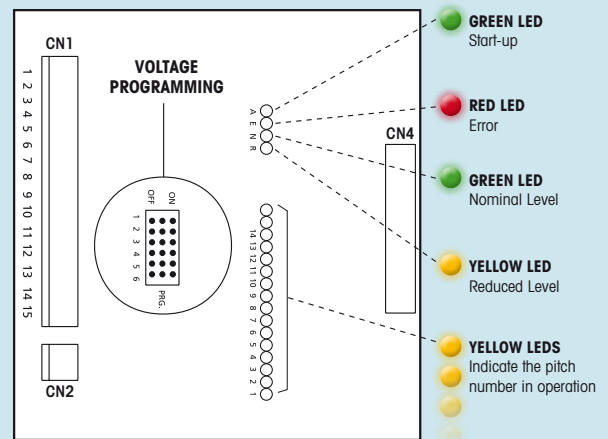 CN1
1 2 3 4 5 6 7 8 9 10 11 12 13 14 15
CN2
VOLTAGE
PROGRAMMING
OFF
ON
1 2 3 4 5 6
PRG.
A E N R
14 13 12 11 10 9 8 7 6 5 4 3 2 1
CN4
GREEN LED
Start-up
RED LED
Error
GREEN LED
Nominal Level
YELLOW LED
Reduced Level
YELLOW LEDS
Indicate the pitch
number in operation